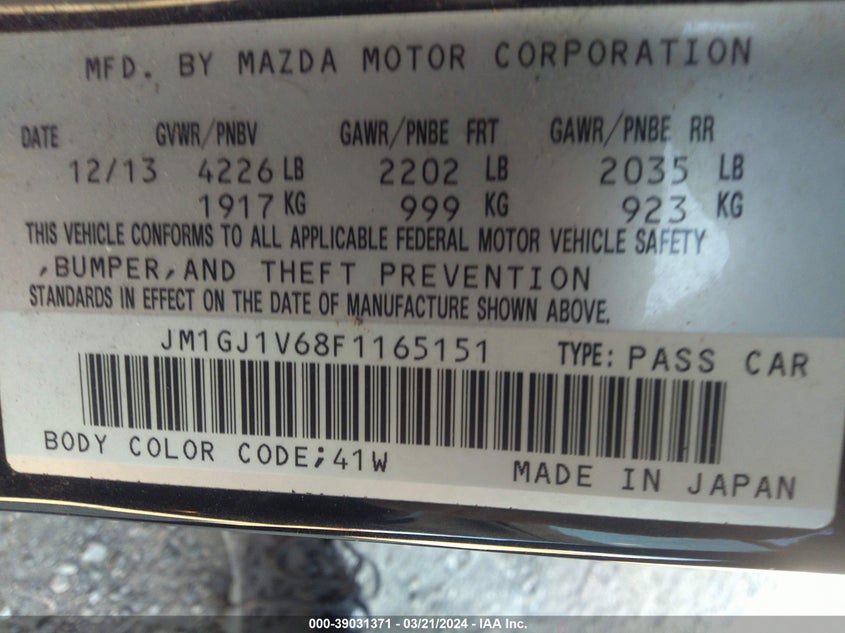 MFD. BY MAZDA MOTOR CORPORATION
DATE GVWR/PNBV GAWR/PNBE FRT GAWR/PNBE RR
12/13 4226 LB 2202 LB 2035 LB
1917 KG 999 KG 923 KG
THIS VEHICLE CONFORMS TO ALL APPLICABLE FEDERAL MOTOR VEHICLE SAFETY
,BUMPER,AND THEFT PREVENTION
STANDARDS IN EFFECT ON THE DATE OF MANUFACTURE SHOWN ABOVE.
JM1GJ1V68F1165151 TYPE: PASS CAR
BODY COLOR CODE;41W
MADE IN JAPAN
000-39031371 - 03/21/2024 - IAA Inc.